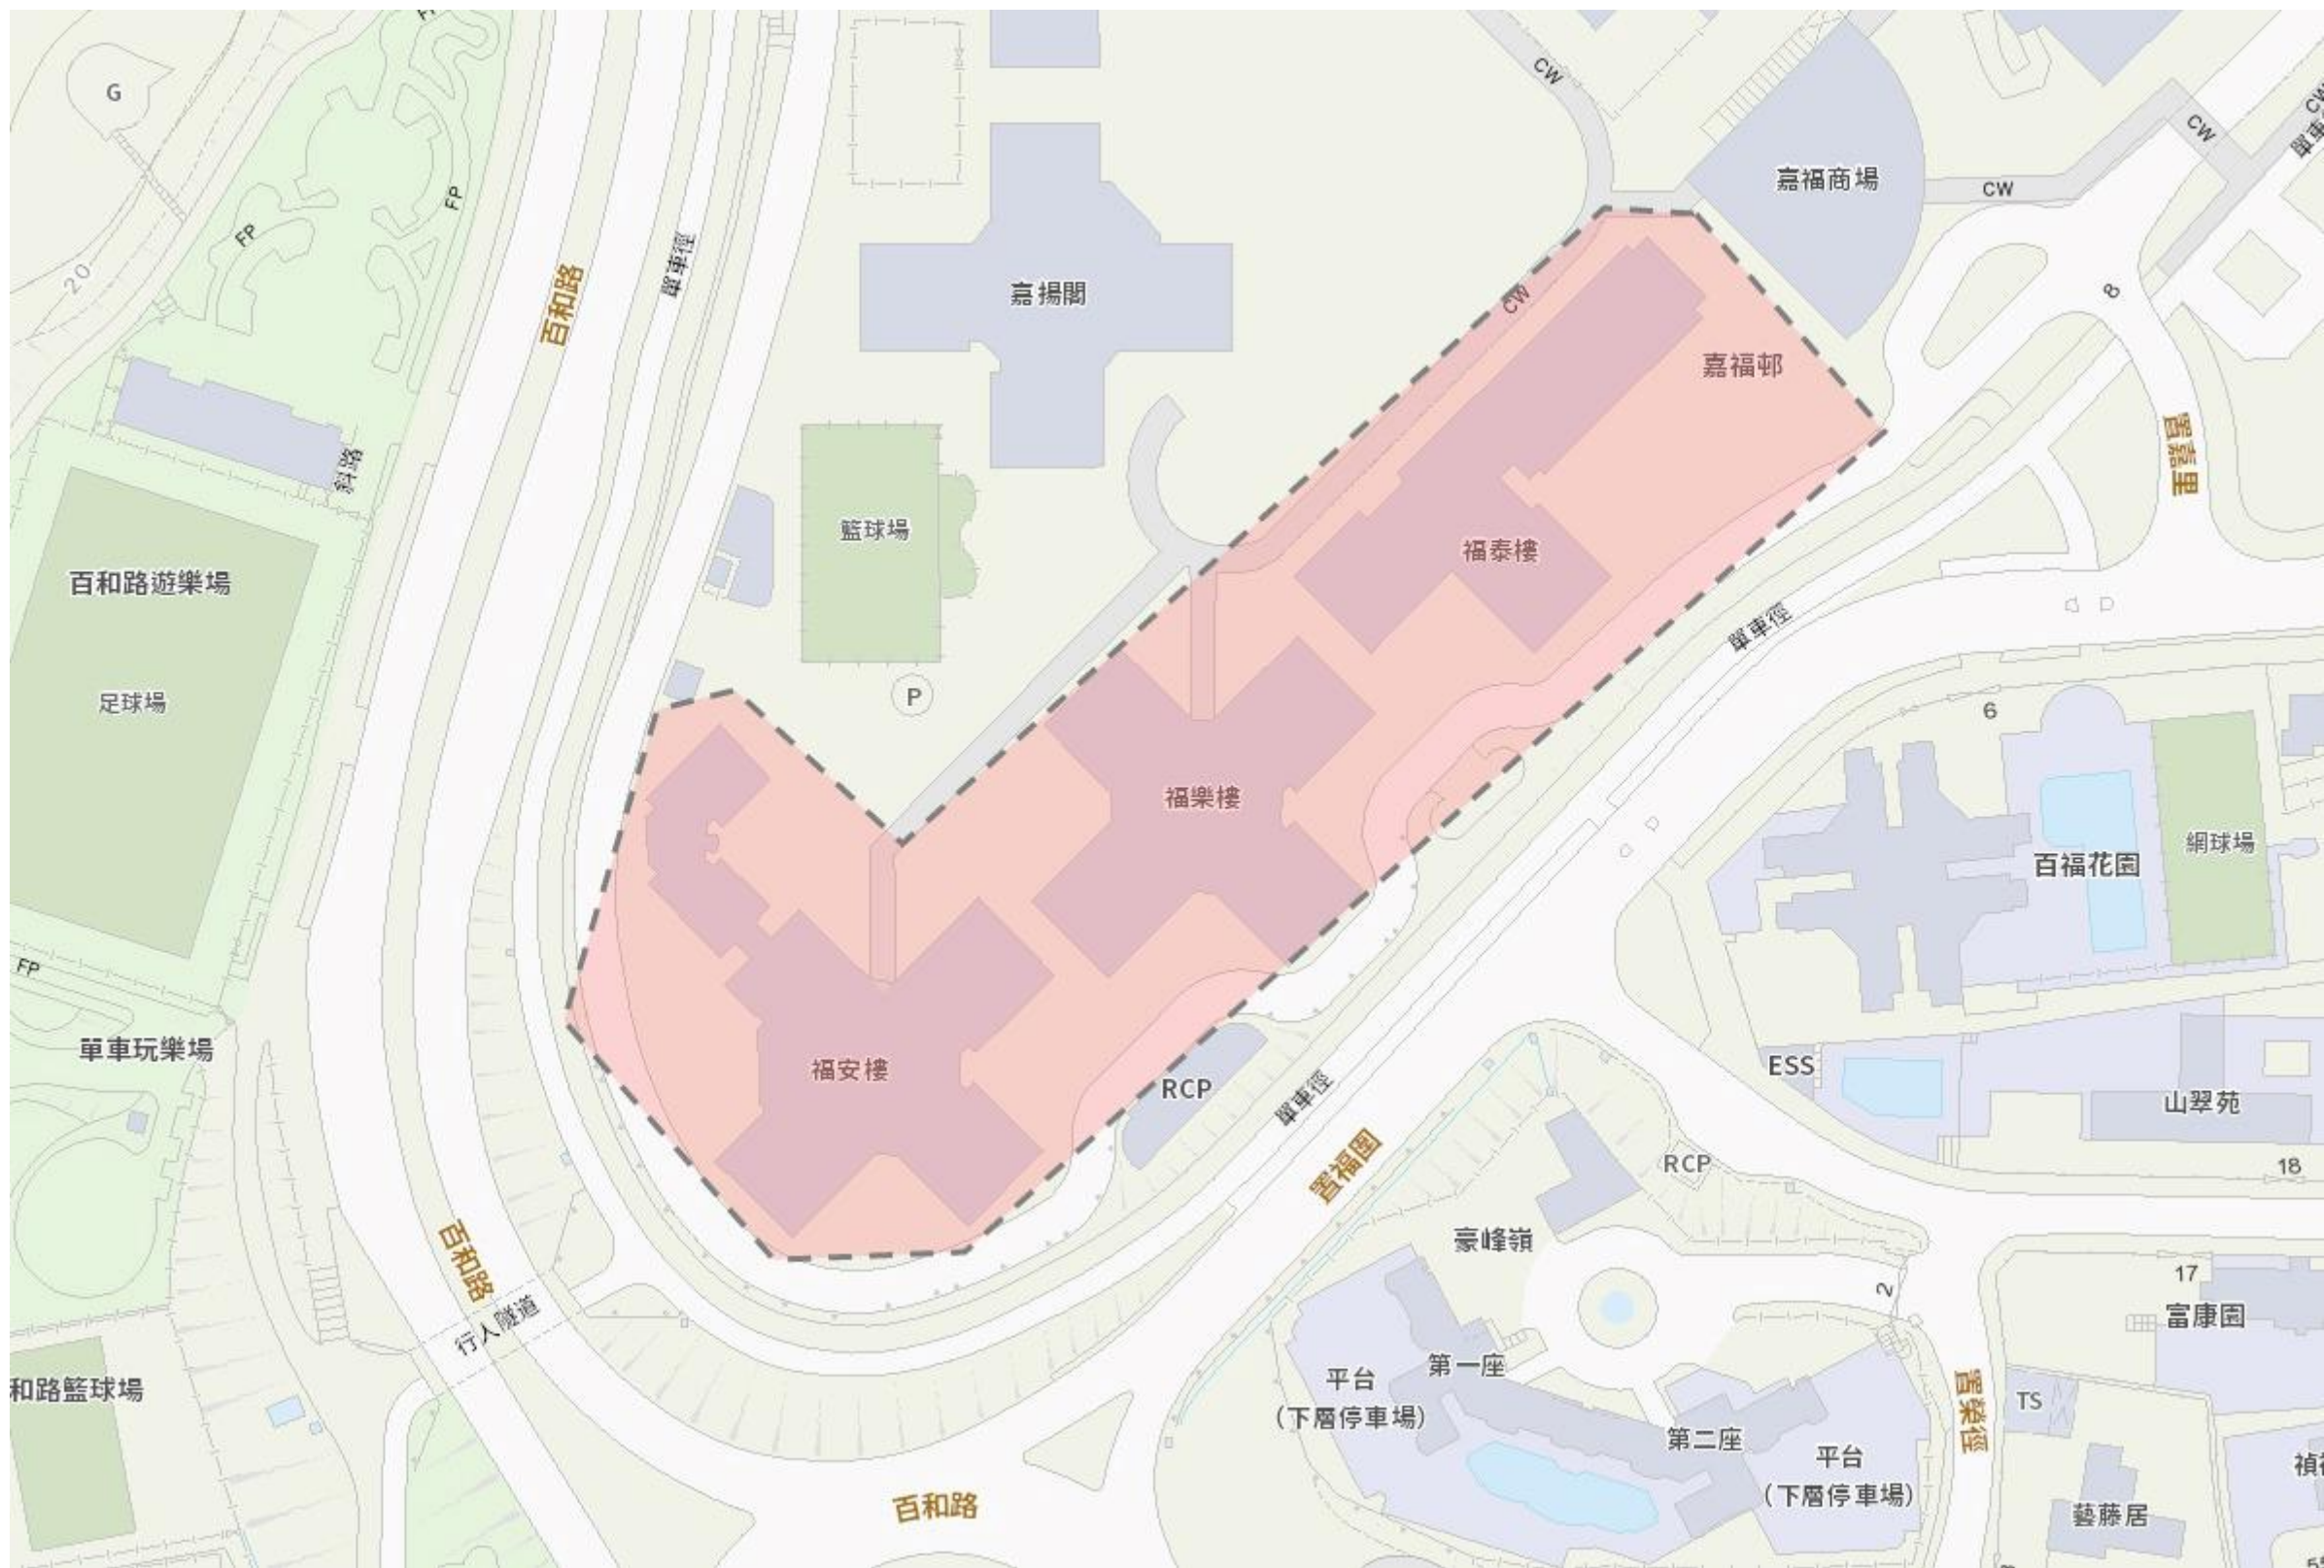 FP
G
CW
CW
CW
嘉福商場
CW
FP
FP
單車徑
20
百和路
嘉揚閣
8
CW
嘉福邨
置嘉里
斜路
籃球場
福泰樓
百和路遊樂場
單車徑
足球場
P
6
福樂樓
網球場
百福花園
FP
單車玩樂場
福安樓
RCP
ESS
單車徑
山翠苑
置福圍
RCP
18
百和路
豪峰嶺
17
2
行人隧道
富康園
第一座
平台
(下層停車場)
和路籃球場
置榮徑
TS
第二座
平台
(下層停車場)
百和路
藝藤居